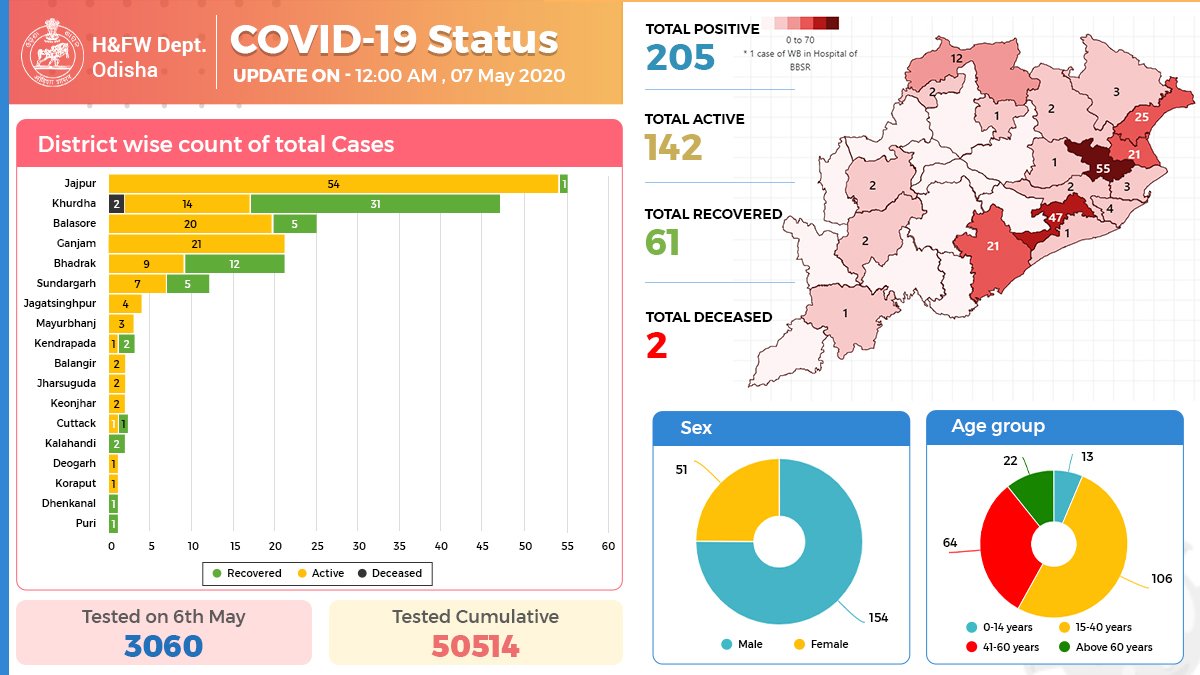 H&FW Dept.
Odisha
COVID-19 Status
UPDATE ON - 12:00 AM , 07 May 2020
District wise count of total Cases
Jajpur 54 1
Khurdha 2 14 31
Balasore 20 5
Ganjam 21
Bhadrak 9 12
Sundargarh 7 5
Jagatsinghpur 4
Mayurbhanj 3
Kendrapada 1 2
Balangir 2
Jharsuguda 2
Keonjhar 2
Cuttack 1 1
Kalahandi 2
Deogarh 1
Koraput 1
Dhenkanal 1
Puri 1
0 5 10 15 20 25 30 35 40 45 50 55 60
Recovered Active Deceased
Tested on 6th May
3060
Tested Cumulative
50514
TOTAL POSITIVE
205
TOTAL ACTIVE
142
TOTAL RECOVERED
61
TOTAL DECEASED
2
0 to 70
* 1 case of WB in Hospital of
BBSR
12
2
1
2
3
25
21
55
1
2
2
3
4
47
1
2
21
1
Sex
51
154
Male Female
Age group
22 13
64
106
0-14 years 15-40 years
41-60 years Above 60 years